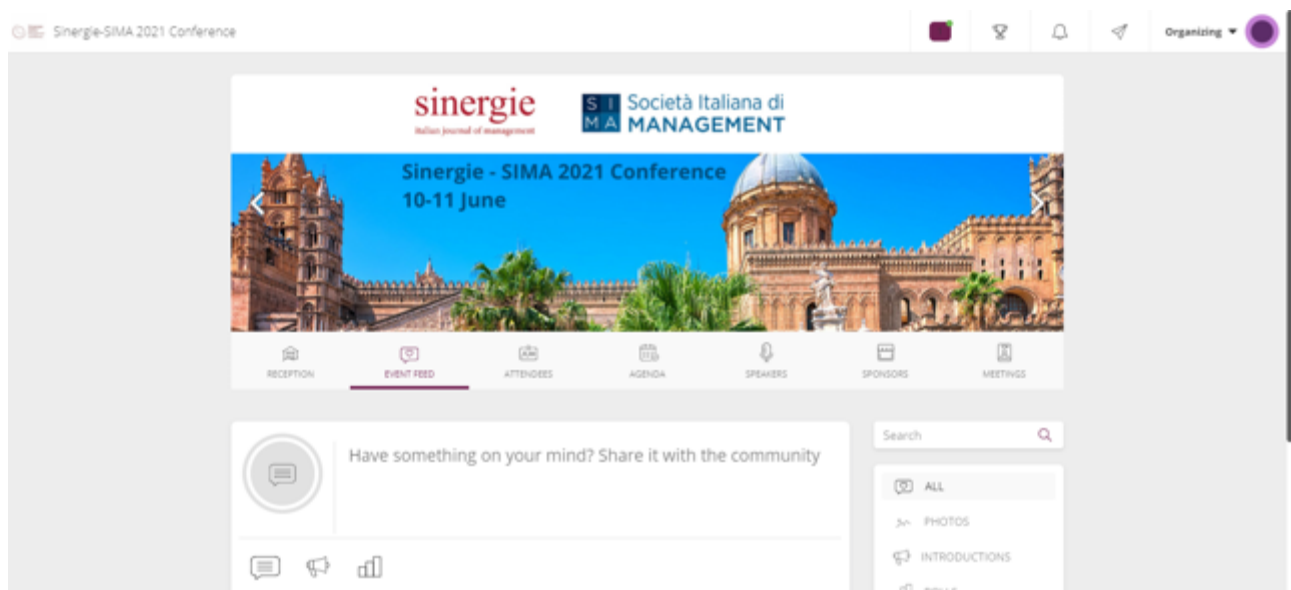 Sinergie-SIMA 2021 Conference
Organizing
sinergie
italian journal of management
S I
M A
Società Italiana di
MANAGEMENT
Sinergie - SIMA 2021 Conference
10-11 June
RECEPTION
EVENT FEED
ATTENDEES
AGENDA
SPEAKERS
SPONSORS
MEETINGS
Have something on your mind? Share it with the community
Search
ALL
PHOTOS
INTRODUCTIONS